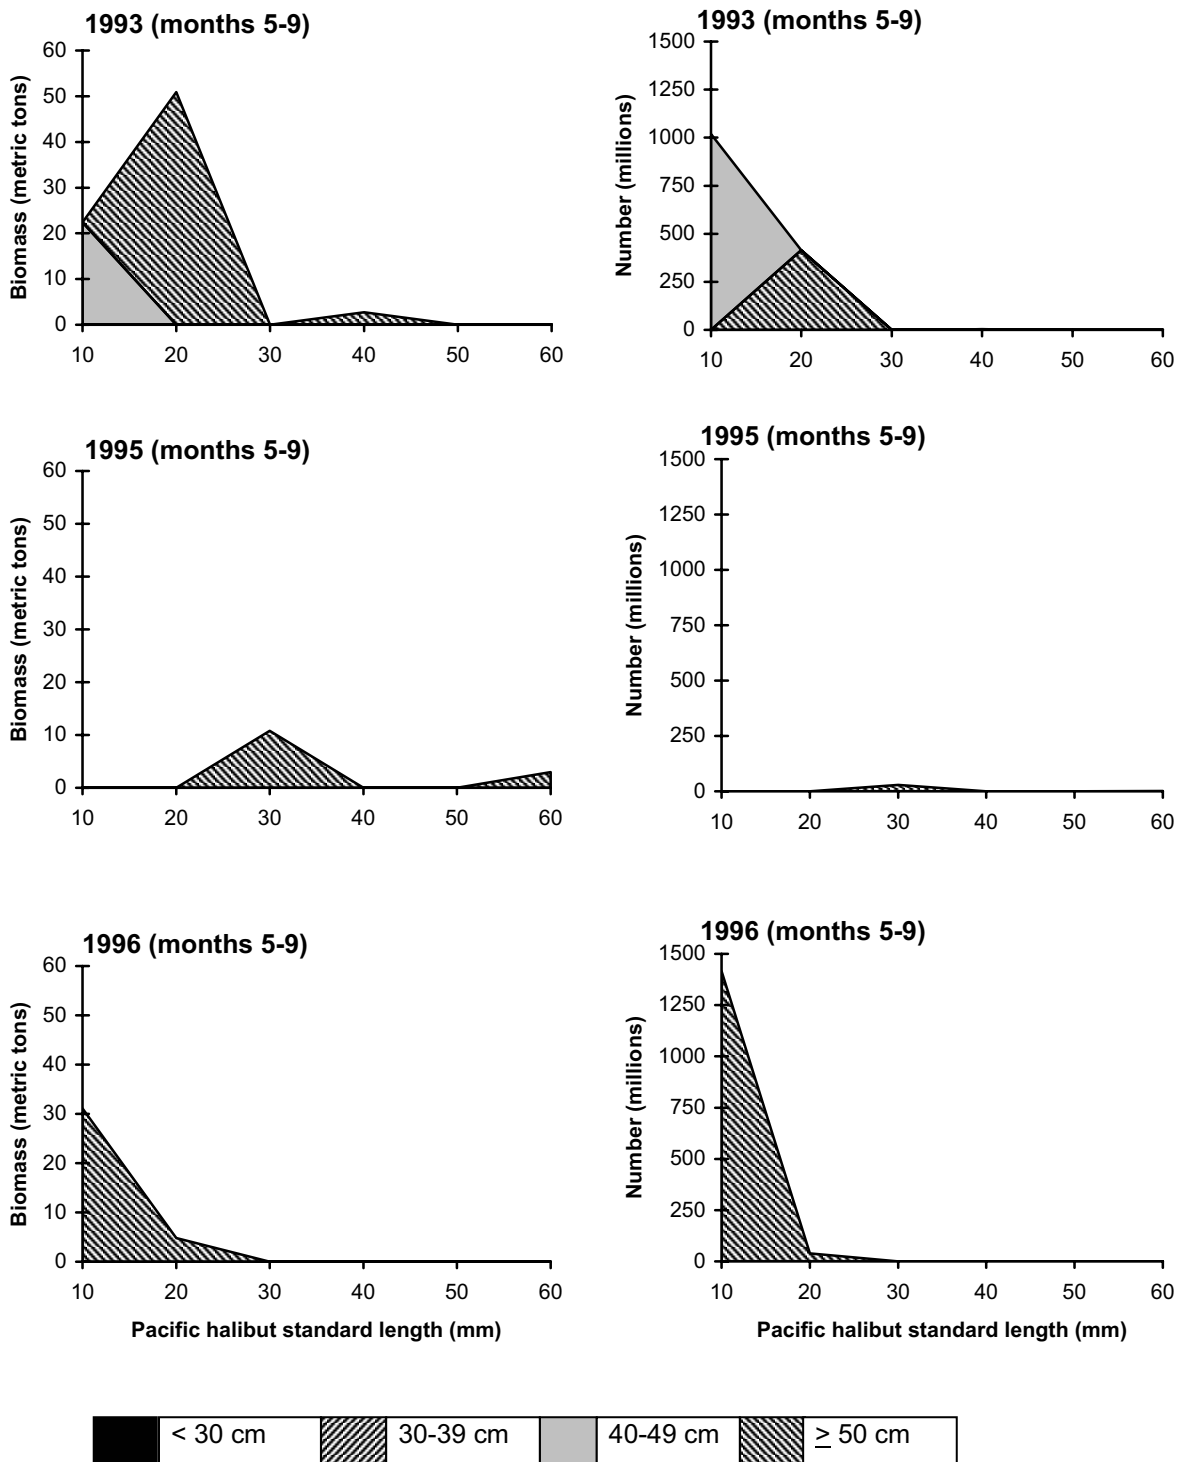 1993 (months 5-9)
Biomass (metric tons)
60
50
40
30
20
10
0
10 20 30 40 50 60
1993 (months 5-9)
Number (millions)
1500
1250
1000
750
500
250
0
10 20 30 40 50 60
1995 (months 5-9)
Biomass (metric tons)
60
50
40
30
20
10
0
10 20 30 40 50 60
1995 (months 5-9)
Number (millions)
1500
1250
1000
750
500
250
0
10 20 30 40 50 60
1996 (months 5-9)
Biomass (metric tons)
60
50
40
30
20
10
0
10 20 30 40 50 60
Pacific halibut standard length (mm)
1996 (months 5-9)
Number (millions)
1500
1250
1000
750
500
250
0
10 20 30 40 50 60
Pacific halibut standard length (mm)
< 30 cm 30-39 cm 40-49 cm ≥ 50 cm